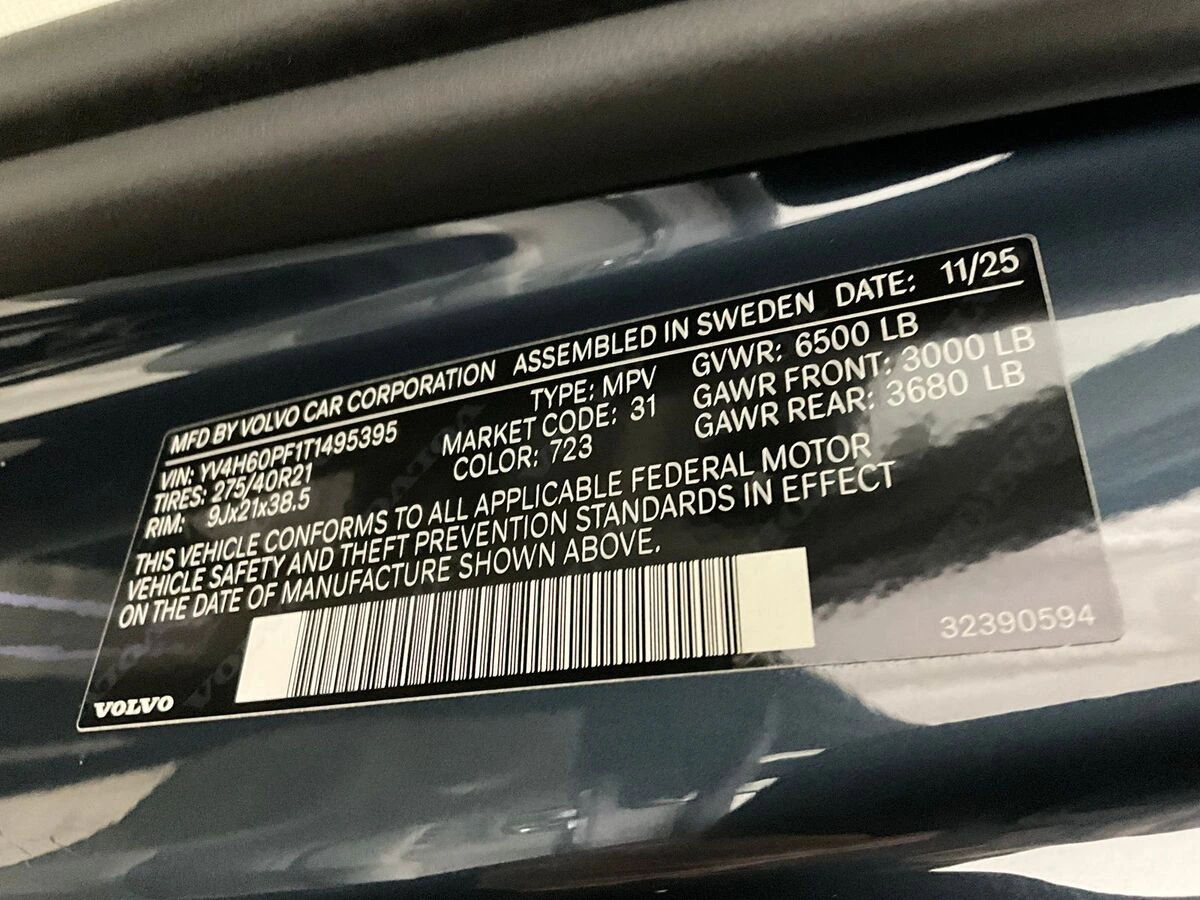 MFD BY VOLVO CAR CORPORATION ASSEMBLED IN SWEDEN DATE: 11/25
VIN: YV4H60PF1T1495395 TYPE: MPV GVWR: 6500 LB
TIRES: 275/40R21 MARKET CODE: 31 GAWR FRONT: 3000 LB
RIM: 9Jx21x38.5 COLOR: 723 GAWR REAR: 3680 LB
THIS VEHICLE CONFORMS TO ALL APPLICABLE FEDERAL MOTOR
VEHICLE SAFETY AND THEFT PREVENTION STANDARDS IN EFFECT
ON THE DATE OF MANUFACTURE SHOWN ABOVE.
VOLVO
32390594